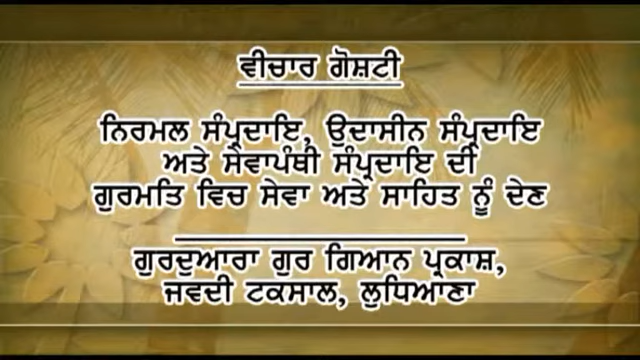 ਵੀਚਾਰ ਗੋਸ਼ਟੀ
ਨਿਰਮਲ ਸੰਪ੍ਰਦਾਇ, ਉਦਾਸੀਨ ਸੰਪ੍ਰਦਾਇ
ਅਤੇ ਸੇਵਾਪੰਥੀ ਸੰਪ੍ਰਦਾਇ ਦੀ
ਗੁਰਮਤਿ ਵਿਚ ਸੇਵਾ ਅਤੇ ਸਾਹਿਤ ਨੂੰ ਦੇਣ
ਗੁਰਦੁਆਰਾ ਗੁਰ ਗਿਆਨ ਪ੍ਰਕਾਸ਼,
ਜਵਦੀ ਟਕਸਾਲ, ਲੁਧਿਆਣਾ